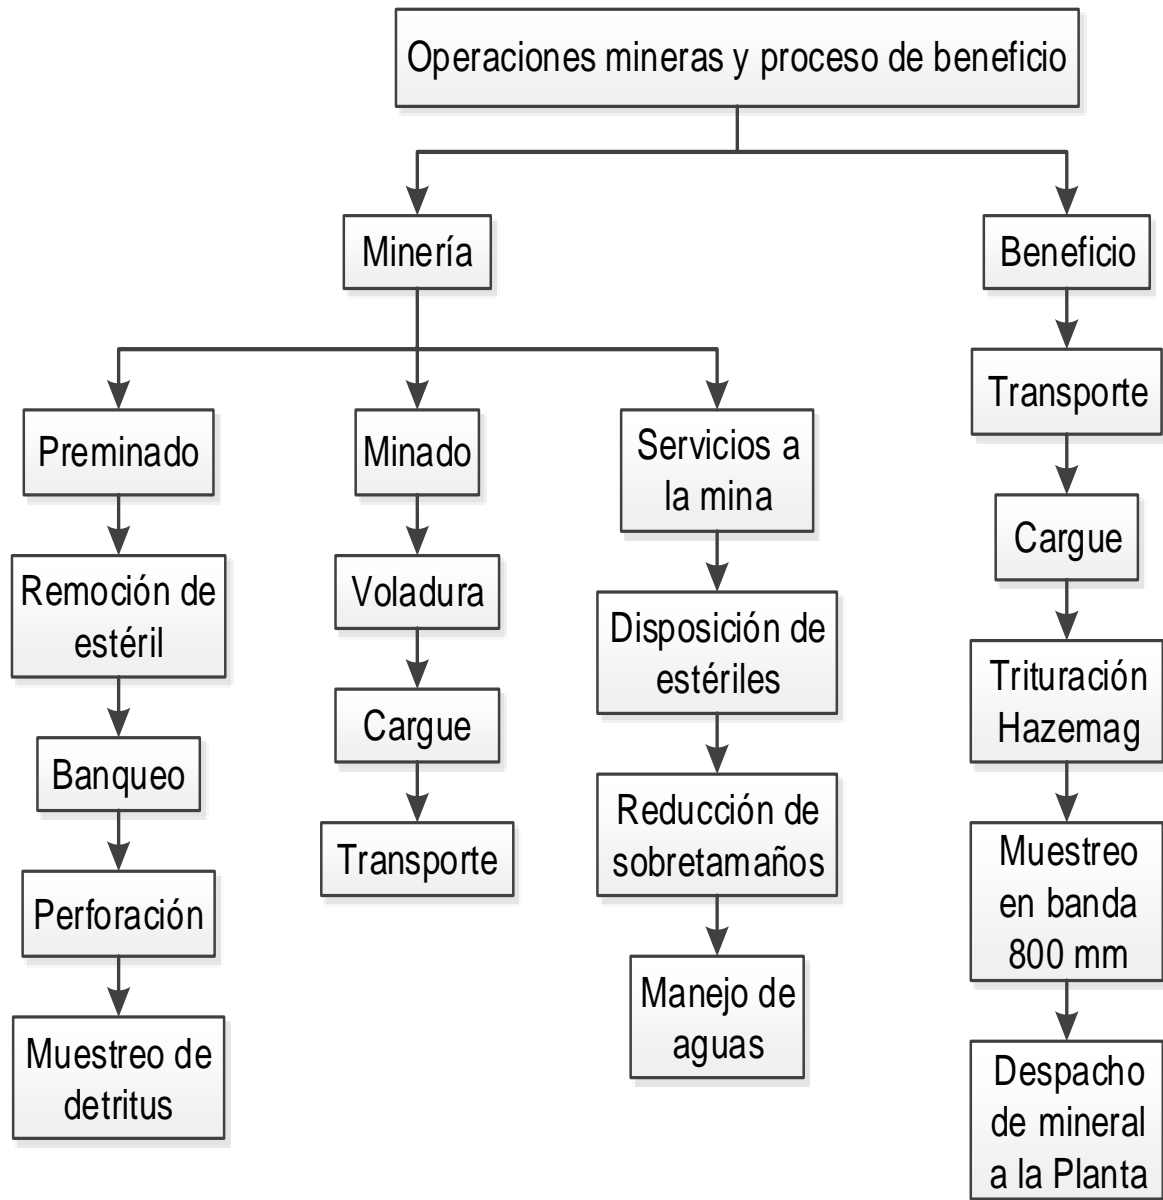 Operaciones mineras y proceso de beneficio
Minería
Beneficio
Preminado
Remoción de
estéril
Banqueo
Perforación
Muestreo de
detritus
Minado
Voladura
Cargue
Transporte
Servicios a
la mina
Disposición de
estériles
Reducción de
sobretamaños
Manejo de
aguas
Transporte
Cargue
Trituración
Hazemag
Muestreo
en banda
800 mm
Despacho
de mineral
a la Planta